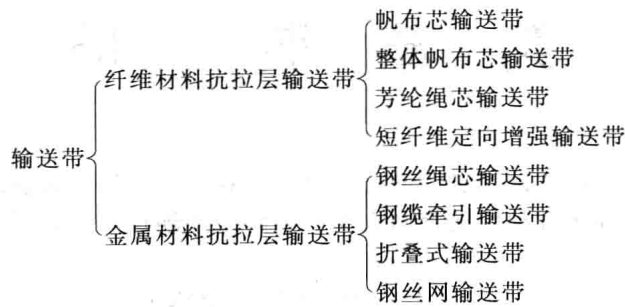 输送带
纤维材料抗拉层输送带
帆布芯输送带
整体帆布芯输送带
芳纶绳芯输送带
短纤维定向增强输送带
金属材料抗拉层输送带
钢丝绳芯输送带
钢缆牵引输送带
折叠式输送带
钢丝网输送带